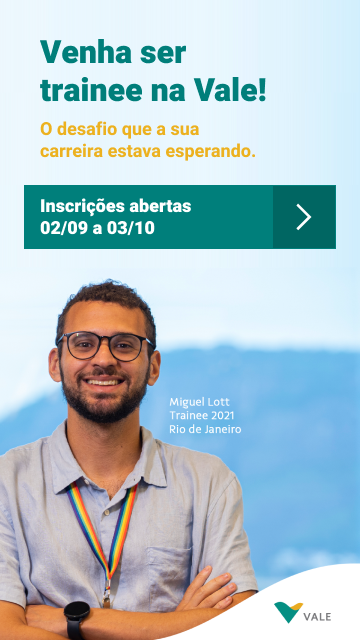 Venha ser
trainee na Vale!
O desafio que a sua
carreira estava esperando.
Inscrições abertas
02/09 a 03/10
Miguel Lott
Trainee 2021
Rio de Janeiro
VALE